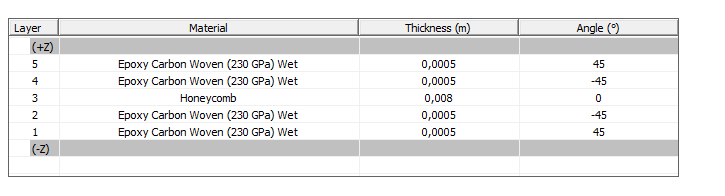 Layer Material Thickness (m) Angle (°)
(+Z)
5 Epoxy Carbon Woven (230 GPa) Wet 0,0005 45
4 Epoxy Carbon Woven (230 GPa) Wet 0,0005 -45
3 Honeycomb 0,008 0
2 Epoxy Carbon Woven (230 GPa) Wet 0,0005 -45
1 Epoxy Carbon Woven (230 GPa) Wet 0,0005 45
(-Z)